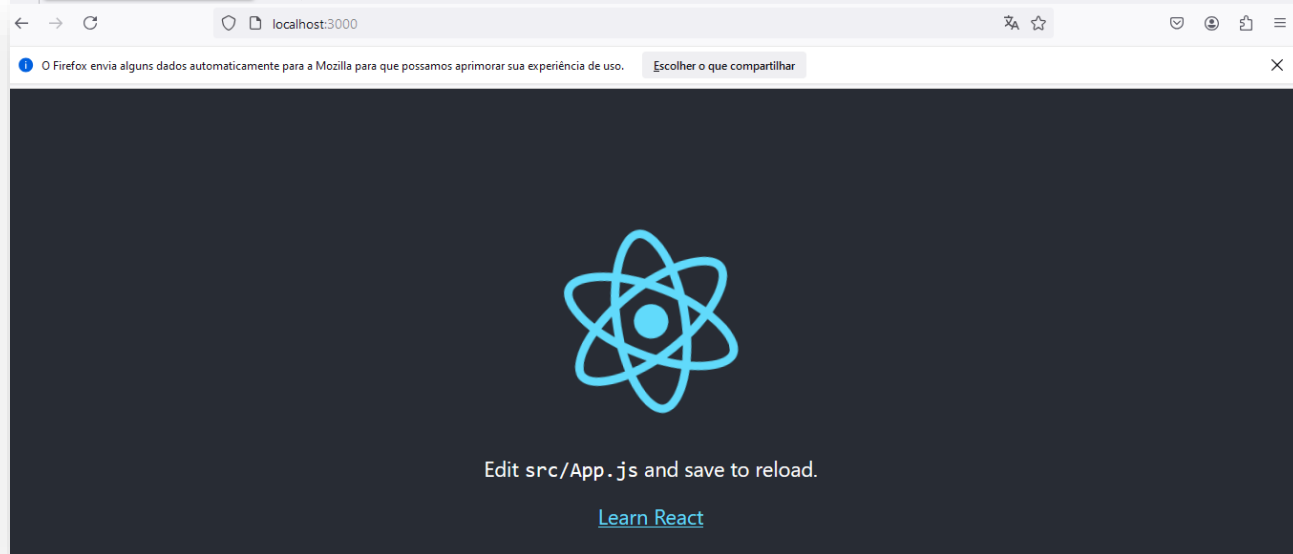 localhost:3000
O Firefox envia alguns dados automaticamente para a Mozilla para que possamos aprimorar sua experiência de uso. Escolher o que compartilhar
Edit src/App.js and save to reload.
Learn React